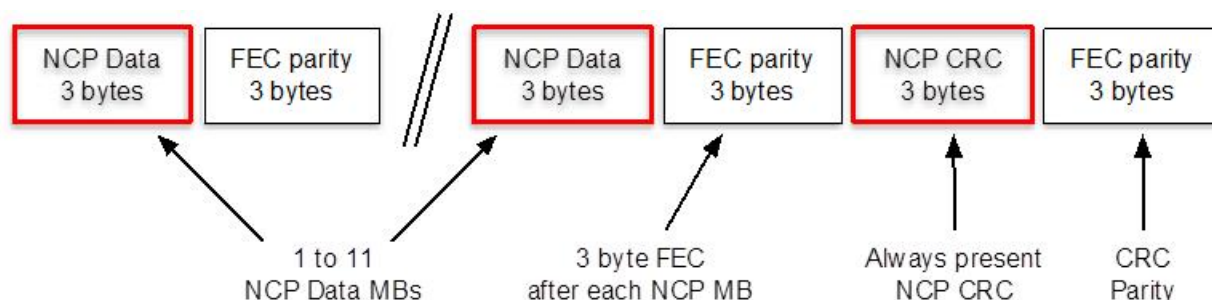 NCP Data
3 bytes
FEC parity
3 bytes
NCP Data
3 bytes
FEC parity
3 bytes
NCP CRC
3 bytes
FEC parity
3 bytes
1 to 11
NCP Data MBs
3 byte FEC
after each NCP MB
Always present
NCP CRC
CRC
Parity